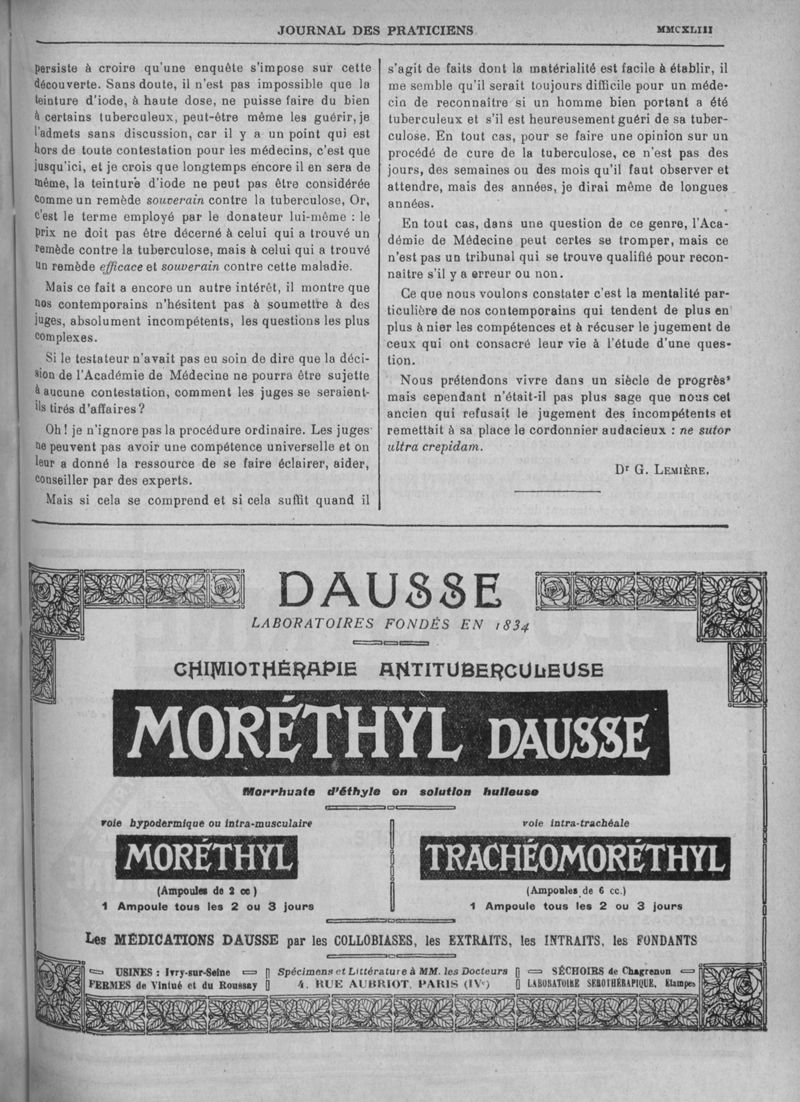 JOURNAL DES PRATICIENS
MMCXLIII
persiste à croire qu'une enquête s'impose sur cette
découverte. Sans doute, il n'est pas impossible que la
teinture d'iode, à haute dose, ne puisse faire du bien
à certains tuberculeux, peut-être même les guérir, je
l'admets sans discussion, car il y a un point qui est
hors de toute contestation pour les médecins, c'est que
jusqu'ici, et je crois que longtemps encore il en sera de
même, la teinture d'iode ne peut pas être considérée
comme un remède souverain contre la tuberculose, Or,
c'est le terme employé par le donateur lui-même : le
prix ne doit pas être décerné à celui qui a trouvé un
remède contre la tuberculose, mais à celui qui a trouvé
un remède efficace et souverain contre cette maladie.
Mais ce fait a encore un autre intérêt, il montre que
nos contemporains n'hésitent pas à soumettre à des
juges, absolument incompétents, les questions les plus
complexes.
Si le testateur n'avait pas eu soin de dire que la déci-
sion de l'Académie de Médecine ne pourra être sujette
à aucune contestation, comment les juges se seraient-
ils tirés d'affaires ?
Oh ! je n'ignore pas la procédure ordinaire. Les juges
ne peuvent pas avoir une compétence universelle et on
leur a donné la ressource de se faire éclairer, aider,
conseiller par des experts.
Mais si cela se comprend et si cela suffit quand il
s'agit de faits dont la matérialité est facile à établir, il
me semble qu'il serait toujours difficile pour un méde-
cin de reconnaître si un homme bien portant a été
tuberculeux et s'il est heureusement guéri de sa tuber-
culose. En tout cas, pour se faire une opinion sur un
procédé de cure de la tuberculose, ce n'est pas des
jours, des semaines ou des mois qu'il faut observer et
attendre, mais des années, je dirai même de longues
années.
En tout cas, dans une question de ce genre, l'Aca-
démie de Médecine peut certes se tromper, mais ce
n'est pas un tribunal qui se trouve qualifié pour recon-
naître s'il y a erreur ou non.
Ce que nous voulons constater c'est la mentalité par-
ticulière de nos contemporains qui tendent de plus en
plus à nier les compétences et à récuser le jugement de
ceux qui ont consacré leur vie à l'étude d'une ques-
tion.
Nous prétendons vivre dans un siècle de progrès
mais cependant n'était-il pas plus sage que nous cet
ancien qui refusait le jugement des incompétents et
remettait à sa place le cordonnier audacieux : ne sutor
ultra crepidam.
Dr G. LEMIÈRE.
DAUSSE
LABORATOIRES FONDÉS EN 1834
CHIMIOTHÉRAPIE ANTITUBERCULEUSE
MORÉTHYL DAUSSE
Morrhuate d'éthyle en solution huileuse
voie hypodermique ou intra-musculaire
MORÉTHYL
(Ampoules de 2 cc)
1 Ampoule tous les 2 ou 3 jours
voie intra-trachéale
TRACHÉOMORÉTHYL
(Ampoules de 6 cc.)
1 Ampoule tous les 2 ou 3 jours
Les MÉDICATIONS DAUSSE par les COLLOBIASES, les EXTRAITS, les INTRAITS, les FONDANTS
USINES : Ivry-sur-Seine
FERMES de Vintué et du Roussay
Spécimens et Littérature à MM. les Docteurs
4, RUE AUBRIOT, PARIS (IVe)
SÉCHOIRS de Chagrenon
LABORATOIRE SÉROTHÉRAPIQUE, Etampes